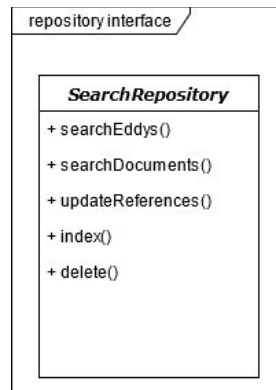 repository interface
SearchRepository
+ searchEddys()
+ searchDocuments()
+ updateReferences()
+ index()
+ delete()